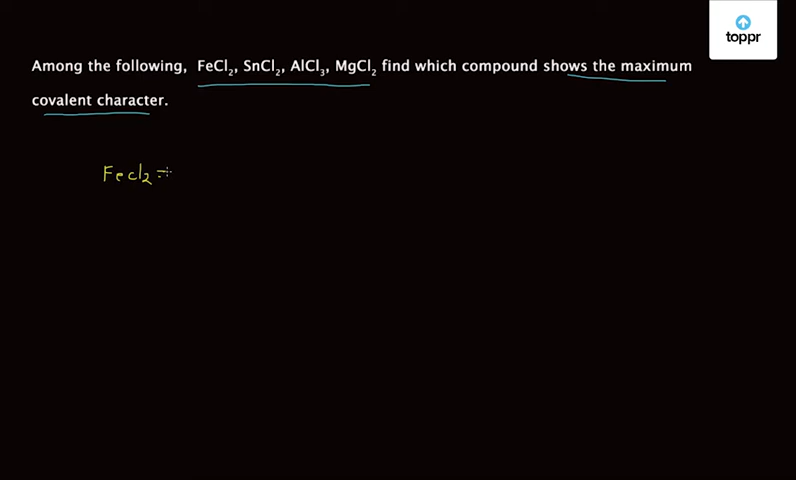 toppr
Among the following, FeCl₂, SnCl₂, AlCl₃, MgCl₂ find which compound shows the maximum
covalent character.
FeCl₂ =